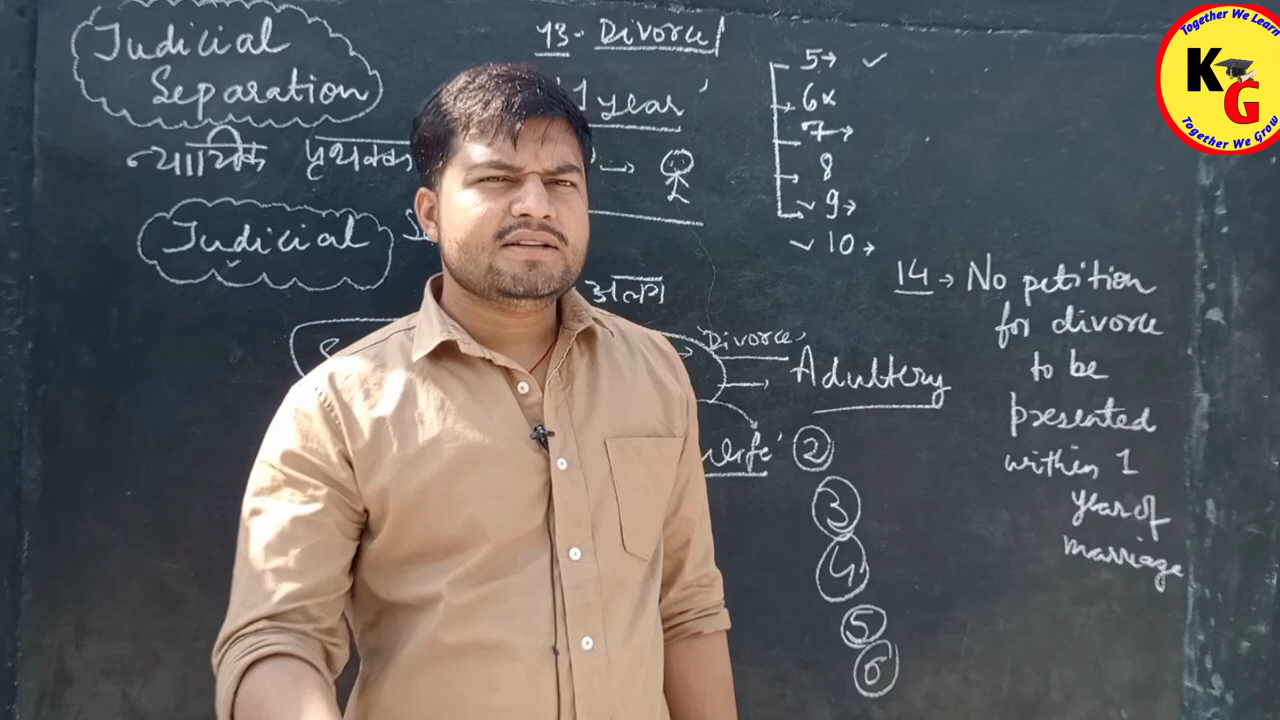 Judicial
Separation
न्यायिक पृथक्क
Judicial
13- Divorce
'1 year'
अलग
5→ ✓
6×
7→
8
✓ 9→
✓ 10→
Divorce
→ Adultery
wife' ②
③
④
⑤
⑥
14 → No petition
for divorce
to be
presented
within 1
year of
marriage
Together We Learn
KG
Together We Grow